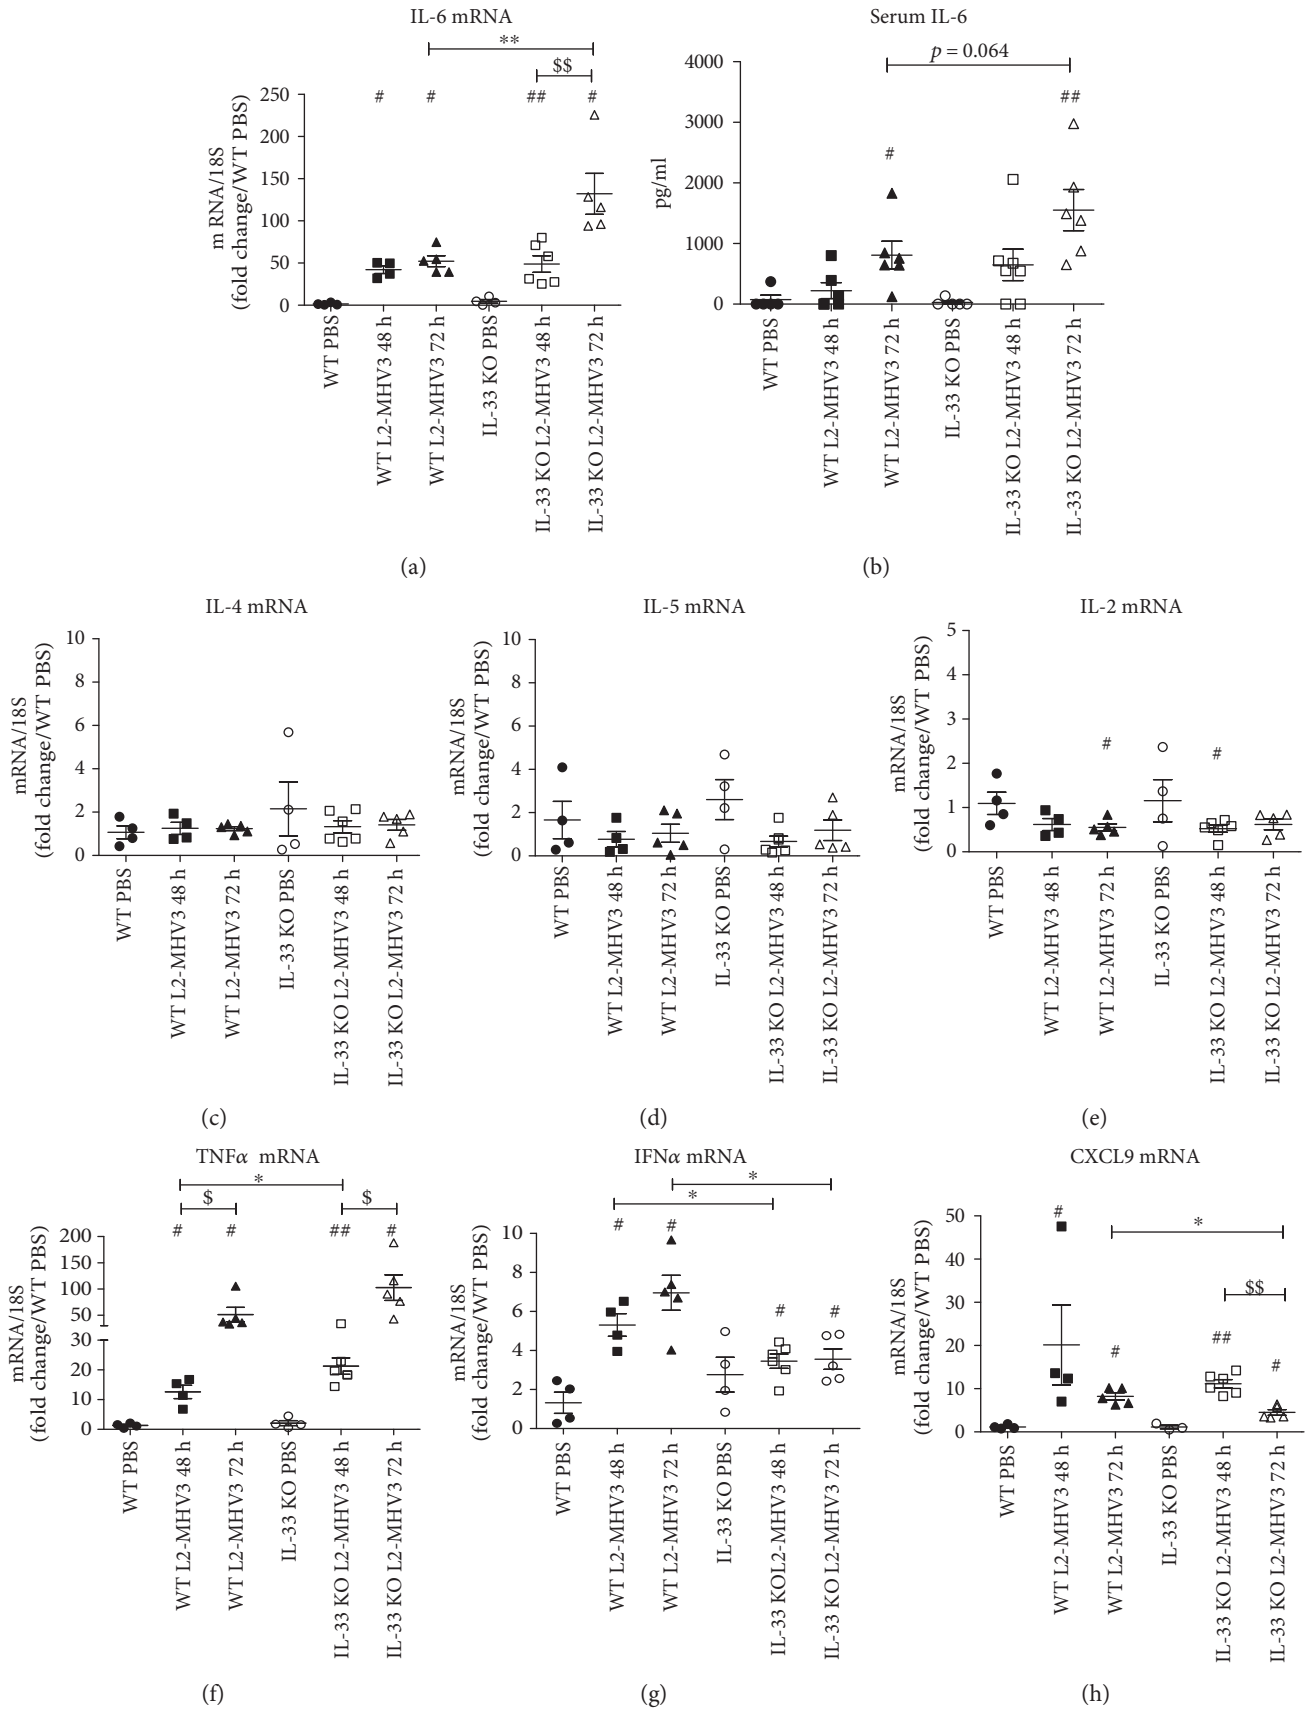 IL-6 mRNA
**
$$
# # ## #
m RNA/18S
(fold change/WT PBS)
250
200
150
100
50
0
WT PBS
WT L2-MHV3 48 h
WT L2-MHV3 72 h
IL-33 KO PBS
IL-33 KO L2-MHV3 48 h
IL-33 KO L2-MHV3 72 h
(a)
Serum IL-6
p = 0.064
##
#
pg/ml
4000
3000
2000
1000
0
WT PBS
WT L2-MHV3 48 h
WT L2-MHV3 72 h
IL-33 KO PBS
IL-33 KO L2-MHV3 48 h
IL-33 KO L2-MHV3 72 h
(b)
IL-4 mRNA
mRNA/18S
(fold change/WT PBS)
10
8
6
4
2
0
WT PBS
WT L2-MHV3 48 h
WT L2-MHV3 72 h
IL-33 KO PBS
IL-33 KO L2-MHV3 48 h
IL-33 KO L2-MHV3 72 h
(c)
IL-5 mRNA
mRNA/18S
(fold change/WT PBS)
10
8
6
4
2
0
WT PBS
WT L2-MHV3 48 h
WT L2-MHV3 72 h
IL-33 KO PBS
IL-33 KO L2-MHV3 48 h
IL-33 KO L2-MHV3 72 h
(d)
IL-2 mRNA
# #
mRNA/18S
(fold change/WT PBS)
5
4
3
2
1
0
WT PBS
WT L2-MHV3 48 h
WT L2-MHV3 72 h
IL-33 KO PBS
IL-33 KO L2-MHV3 48 h
IL-33 KO L2-MHV3 72 h
(e)
TNFα mRNA
*
$ $
# # ## #
mRNA/18S
(fold change/WT PBS)
200
150
100
50
30
20
10
0
WT PBS
WT L2-MHV3 48 h
WT L2-MHV3 72 h
IL-33 KO PBS
IL-33 KO L2-MHV3 48 h
IL-33 KO L2-MHV3 72 h
(f)
IFNα mRNA
*
*
# #
# #
mRNA/18S
(fold change/WT PBS)
10
8
6
4
2
0
WT PBS
WT L2-MHV3 48 h
WT L2-MHV3 72 h
IL-33 KO PBS
IL-33 KOL2-MHV3 48 h
IL-33 KO L2-MHV3 72 h
(g)
CXCL9 mRNA
#
*
$$
##
# #
mRNA/18S
(fold change/WT PBS)
50
40
30
20
10
0
WT PBS
WT L2-MHV3 48 h
WT L2-MHV3 72 h
IL-33 KO PBS
IL-33 KO L2-MHV3 48 h
IL-33 KO L2-MHV3 72 h
(h)